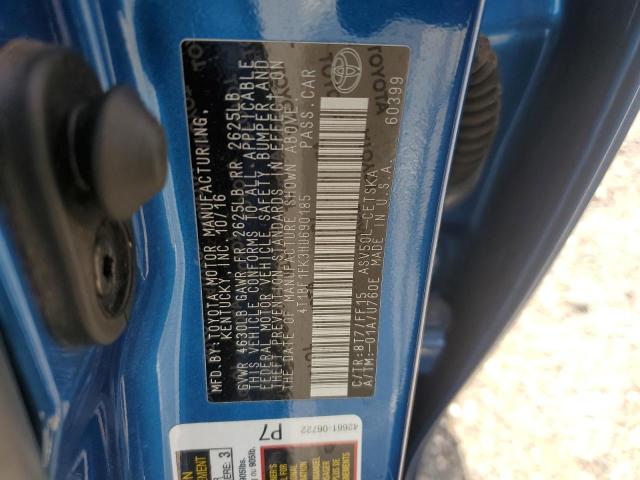 MFD.BY:TOYOTA MOTOR MANUFACTURING,
KENTUCKY, INC. 10/16
GVWR 4630LB GAWR FR 2625LB RR 2625LB
THIS VEHICLE CONFORMS TO ALL APPLICABLE
FEDERAL MOTOR VEHICLE SAFETY BUMPER, AND
THEFT PREVENTION STANDARDS IN EFFECT ON
THE DATE OF MANUFACTURE SHOWN ABOVE.
4T1BF1FK3HU690185 PASS.CAR
C/TR:8T7/FF15 ASV50L-CETSKA
A/TM:-01A/U760E MADE IN U.S.A.
60399
TOYOTA
42661-06722
P7